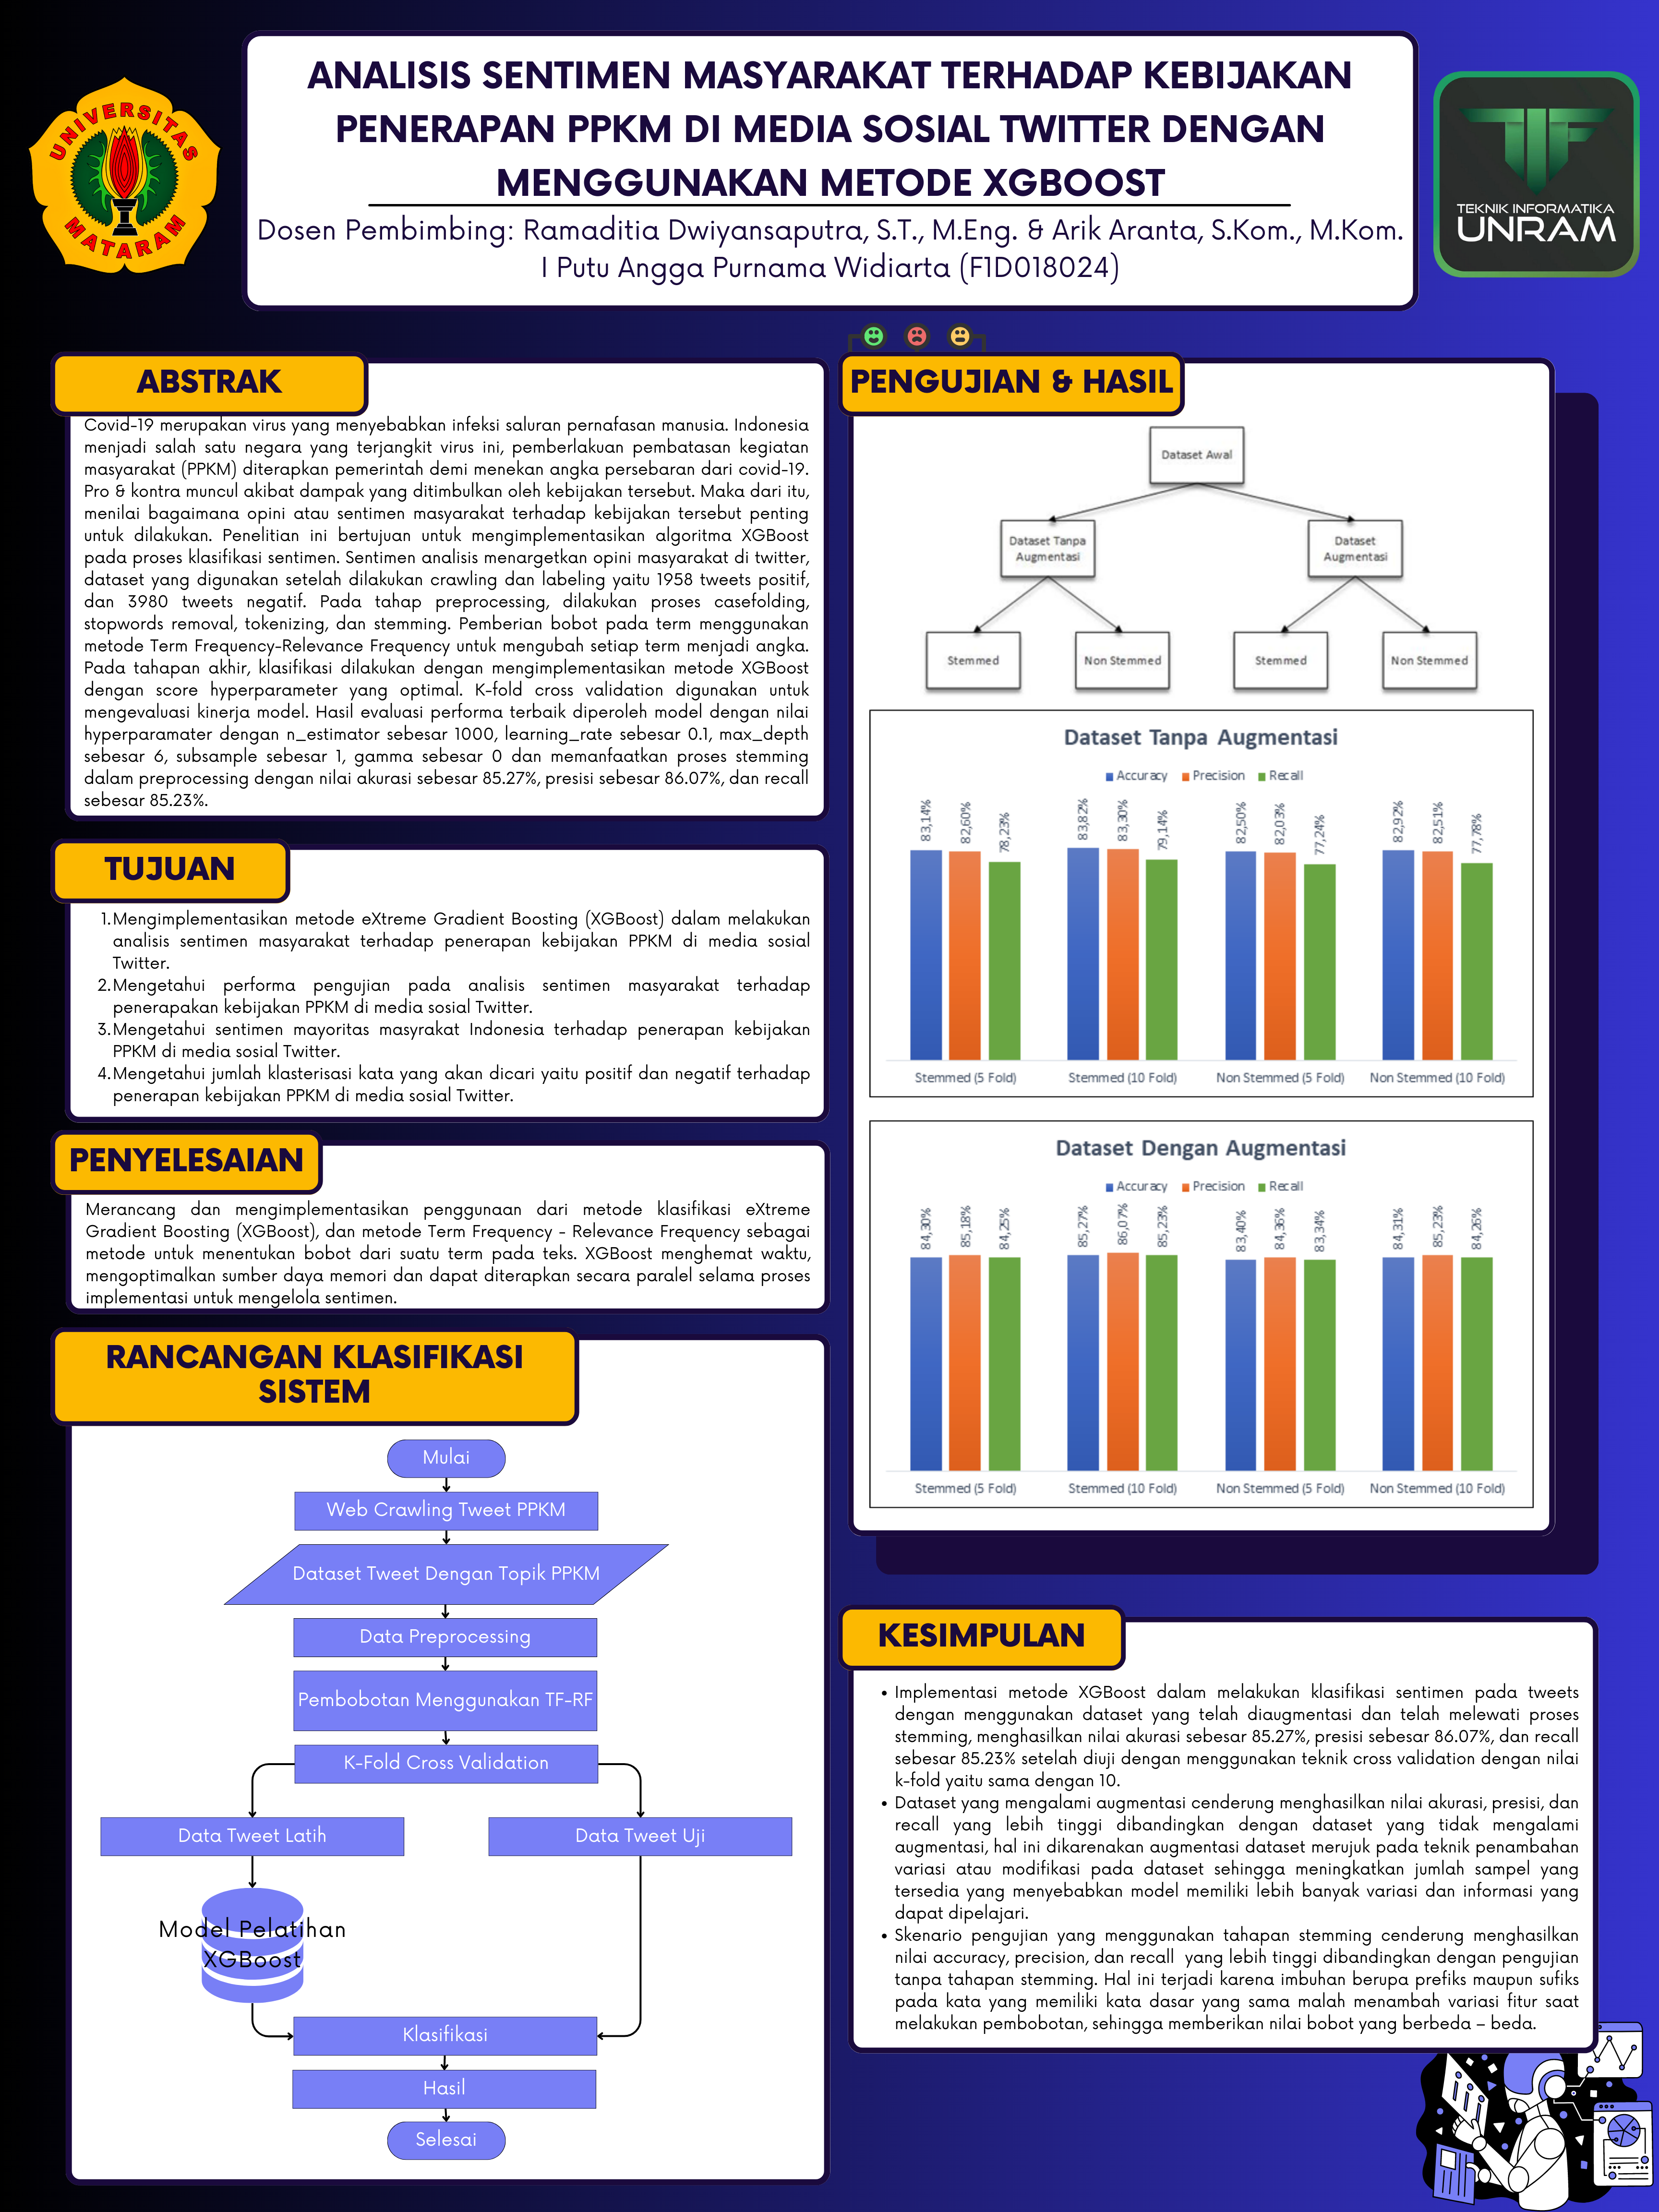 ANALISIS SENTIMEN MASYARAKAT TERHADAP KEBIJAKAN
PENERAPAN PPKM DI MEDIA SOSIAL TWITTER DENGAN
MENGGUNAKAN METODE XGBOOST
Dosen Pembimbing: Ramaditia Dwiyansaputra, S.T., M.Eng. & Arik Aranta, S.Kom., M.Kom.
I Putu Angga Purnama Widiarta (F1D018024)
UNIVERSITAS
MATARAM
TEKNIK INFORMATIKA
UNRAM
ABSTRAK
Covid-19 merupakan virus yang menyebabkan infeksi saluran pernafasan manusia. Indonesia
menjadi salah satu negara yang terjangkit virus ini, pemberlakuan pembatasan kegiatan
masyarakat (PPKM) diterapkan pemerintah demi menekan angka persebaran dari covid-19.
Pro & kontra muncul akibat dampak yang ditimbulkan oleh kebijakan tersebut. Maka dari itu,
menilai bagaimana opini atau sentimen masyarakat terhadap kebijakan tersebut penting
untuk dilakukan. Penelitian ini bertujuan untuk mengimplementasikan algoritma XGBoost
pada proses klasifikasi sentimen. Sentimen analisis menargetkan opini masyarakat di twitter,
dataset yang digunakan setelah dilakukan crawling dan labeling yaitu 1958 tweets positif,
dan 3980 tweets negatif. Pada tahap preprocessing, dilakukan proses casefolding,
stopwords removal, tokenizing, dan stemming. Pemberian bobot pada term menggunakan
metode Term Frequency-Relevance Frequency untuk mengubah setiap term menjadi angka.
Pada tahapan akhir, klasifikasi dilakukan dengan mengimplementasikan metode XGBoost
dengan score hyperparameter yang optimal. K-fold cross validation digunakan untuk
mengevaluasi kinerja model. Hasil evaluasi performa terbaik diperoleh model dengan nilai
hyperparamater dengan n_estimator sebesar 1000, learning_rate sebesar 0.1, max_depth
sebesar 6, subsample sebesar 1, gamma sebesar 0 dan memanfaatkan proses stemming
dalam preprocessing dengan nilai akurasi sebesar 85.27%, presisi sebesar 86.07%, dan recall
sebesar 85.23%.
TUJUAN
1.Mengimplementasikan metode eXtreme Gradient Boosting (XGBoost) dalam melakukan
analisis sentimen masyarakat terhadap penerapan kebijakan PPKM di media sosial
Twitter.
2.Mengetahui performa pengujian pada analisis sentimen masyarakat terhadap
penerapakan kebijakan PPKM di media sosial Twitter.
3.Mengetahui sentimen mayoritas masyrakat Indonesia terhadap penerapan kebijakan
PPKM di media sosial Twitter.
4.Mengetahui jumlah klasterisasi kata yang akan dicari yaitu positif dan negatif terhadap
penerapan kebijakan PPKM di media sosial Twitter.
PENYELESAIAN
Merancang dan mengimplementasikan penggunaan dari metode klasifikasi eXtreme
Gradient Boosting (XGBoost), dan metode Term Frequency - Relevance Frequency sebagai
metode untuk menentukan bobot dari suatu term pada teks. XGBoost menghemat waktu,
mengoptimalkan sumber daya memori dan dapat diterapkan secara paralel selama proses
implementasi untuk mengelola sentimen.
RANCANGAN KLASIFIKASI
SISTEM
Mulai
Web Crawling Tweet PPKM
Dataset Tweet Dengan Topik PPKM
Data Preprocessing
Pembobotan Menggunakan TF-RF
K-Fold Cross Validation
Data Tweet Latih
Data Tweet Uji
Model Pelatihan
XGBoost
Klasifikasi
Hasil
Selesai
PENGUJIAN & HASIL
Dataset Awal
Dataset Tanpa
Augmentasi
Dataset
Augmentasi
Stemmed
Non Stemmed
Stemmed
Non Stemmed
Dataset Tanpa Augmentasi
Accuracy Precision Recall
83,14% 82,60% 78,23% 83,82% 83,30% 79,14% 82,50% 82,03% 77,24% 82,92% 82,51% 77,78%
Stemmed (5 Fold) Stemmed (10 Fold) Non Stemmed (5 Fold) Non Stemmed (10 Fold)
Dataset Dengan Augmentasi
Accuracy Precision Recall
84,30% 85,18% 84,25% 85,27% 86,07% 85,23% 83,40% 84,36% 83,34% 84,31% 85,23% 84,26%
Stemmed (5 Fold) Stemmed (10 Fold) Non Stemmed (5 Fold) Non Stemmed (10 Fold)
KESIMPULAN
• Implementasi metode XGBoost dalam melakukan klasifikasi sentimen pada tweets
dengan menggunakan dataset yang telah diaugmentasi dan telah melewati proses
stemming, menghasilkan nilai akurasi sebesar 85.27%, presisi sebesar 86.07%, dan recall
sebesar 85.23% setelah diuji dengan menggunakan teknik cross validation dengan nilai
k-fold yaitu sama dengan 10.
• Dataset yang mengalami augmentasi cenderung menghasilkan nilai akurasi, presisi, dan
recall yang lebih tinggi dibandingkan dengan dataset yang tidak mengalami
augmentasi, hal ini dikarenakan augmentasi dataset merujuk pada teknik penambahan
variasi atau modifikasi pada dataset sehingga meningkatkan jumlah sampel yang
tersedia yang menyebabkan model memiliki lebih banyak variasi dan informasi yang
dapat dipelajari.
• Skenario pengujian yang menggunakan tahapan stemming cenderung menghasilkan
nilai accuracy, precision, dan recall yang lebih tinggi dibandingkan dengan pengujian
tanpa tahapan stemming. Hal ini terjadi karena imbuhan berupa prefiks maupun sufiks
pada kata yang memiliki kata dasar yang sama malah menambah variasi fitur saat
melakukan pembobotan, sehingga memberikan nilai bobot yang berbeda – beda.